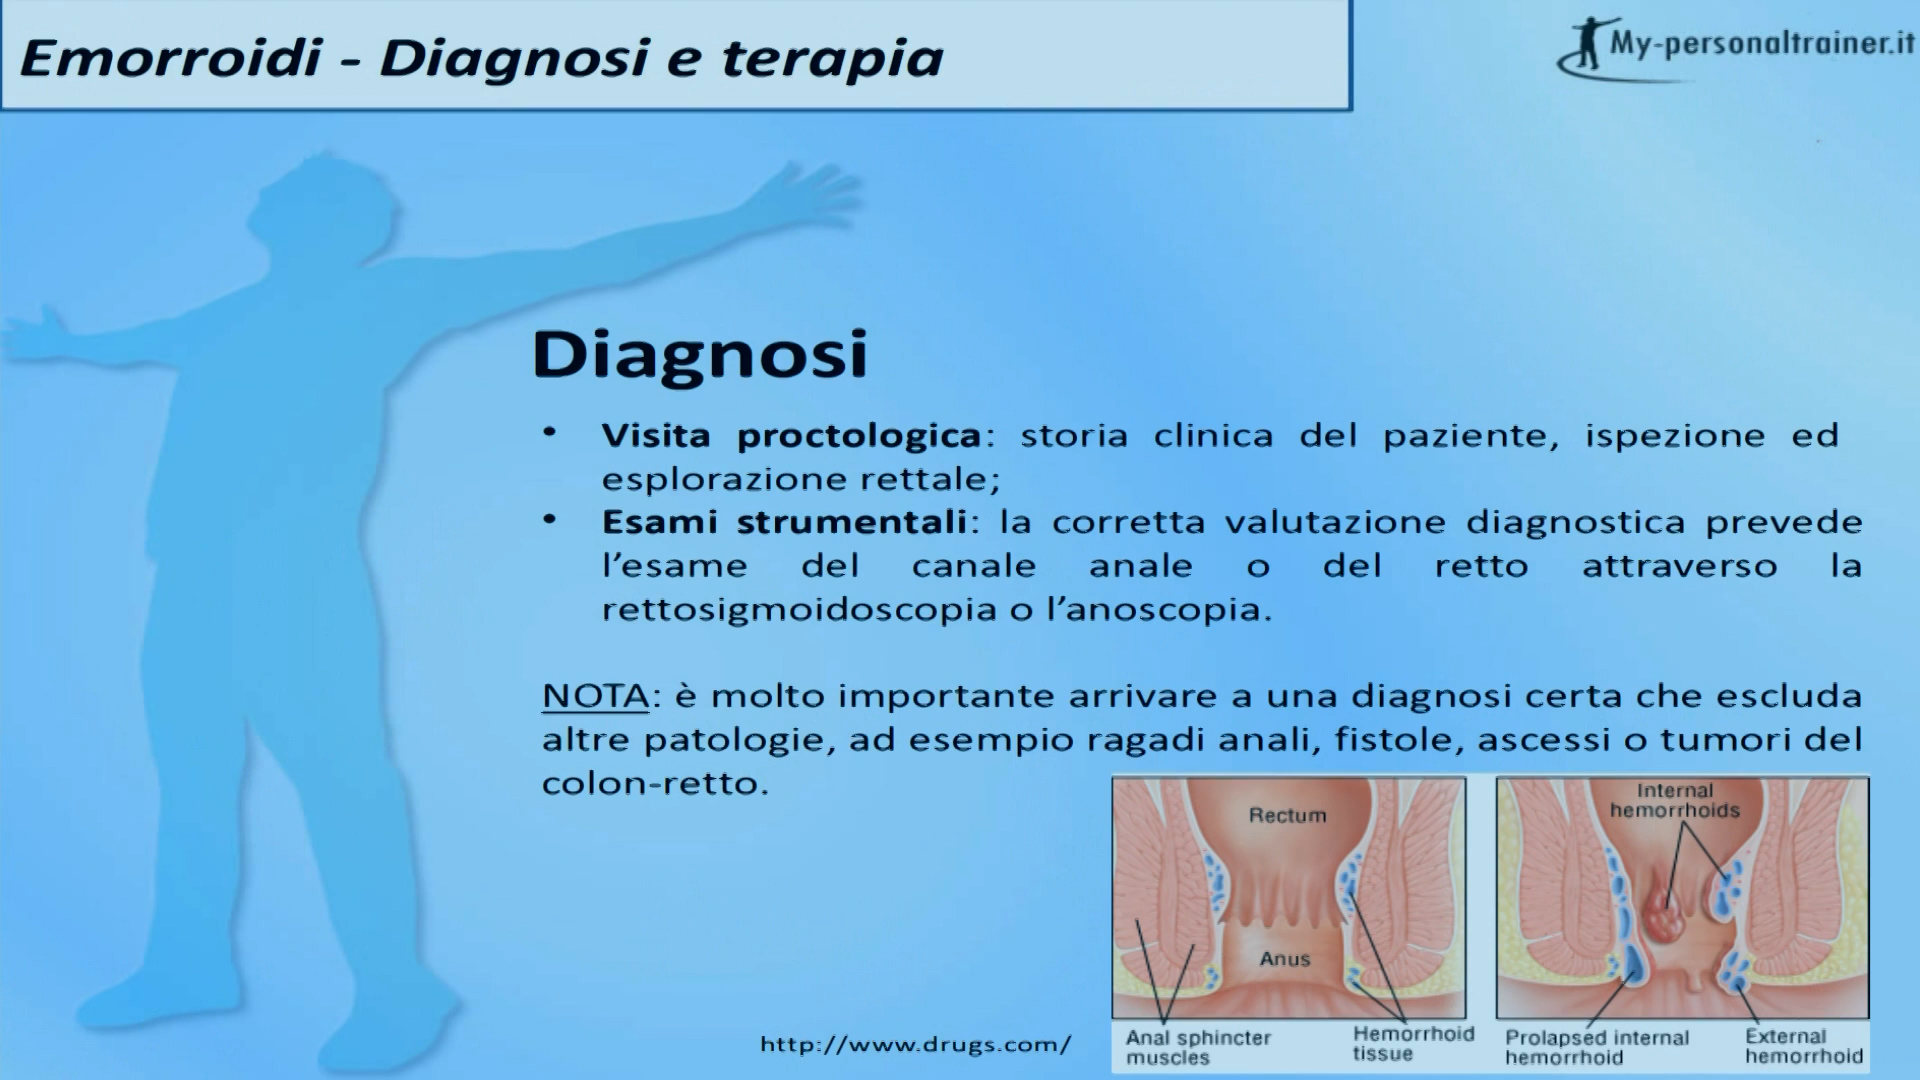 Emorroidi - Diagnosi e terapia
My-personaltrainer.it
Diagnosi
• Visita proctologica: storia clinica del paziente, ispezione ed
esplorazione rettale;
• Esami strumentali: la corretta valutazione diagnostica prevede
l’esame del canale anale o del retto attraverso la
rettosigmoidoscopia o l’anoscopia.
NOTA: è molto importante arrivare a una diagnosi certa che escluda
altre patologie, ad esempio ragadi anali, fistole, ascessi o tumori del
colon-retto.
Rectum
Anus
Anal sphincter
muscles
Hemorrhoid
tissue
Internal
hemorrhoids
Prolapsed internal
hemorrhoid
External
hemorrhoid
http://www.drugs.com/